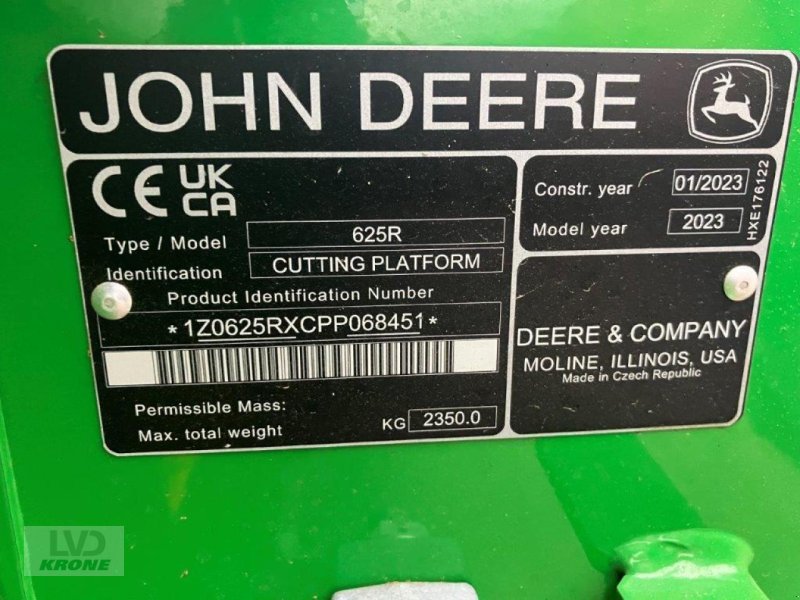 JOHN DEERE
CE UK CA
Type / Model 625R
Identification CUTTING PLATFORM
Product Identification Number
*1Z0625RXCPP068451*
Permissible Mass:
Max. total weight KG 2350.0
Constr. year 01/2023
Model year 2023
HXE176122
DEERE & COMPANY
MOLINE, ILLINOIS, USA
Made in Czech Republic
LVD
KRONE